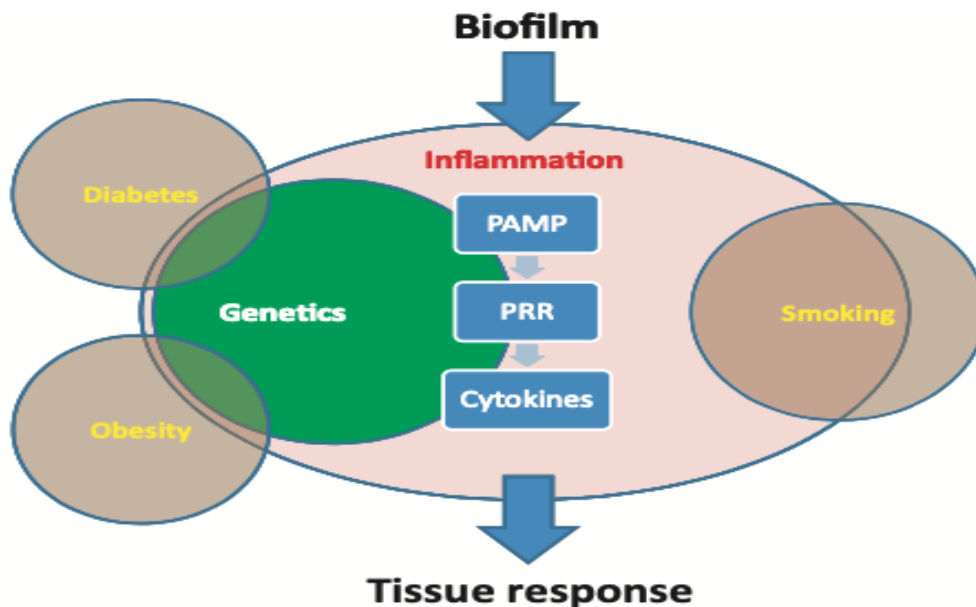 Biofilm
Inflammation
Diabetes
PAMP
Genetics
PRR
Smoking
Cytokines
Obesity
Tissue response